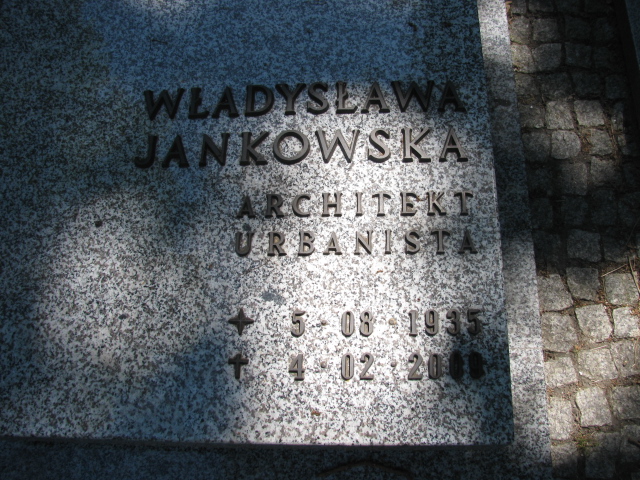 WŁADYSŁAWA
JANKOWSKA
ARCHITEKT
URBANISTA
5 · 08 · 1935
4 · 02 ·